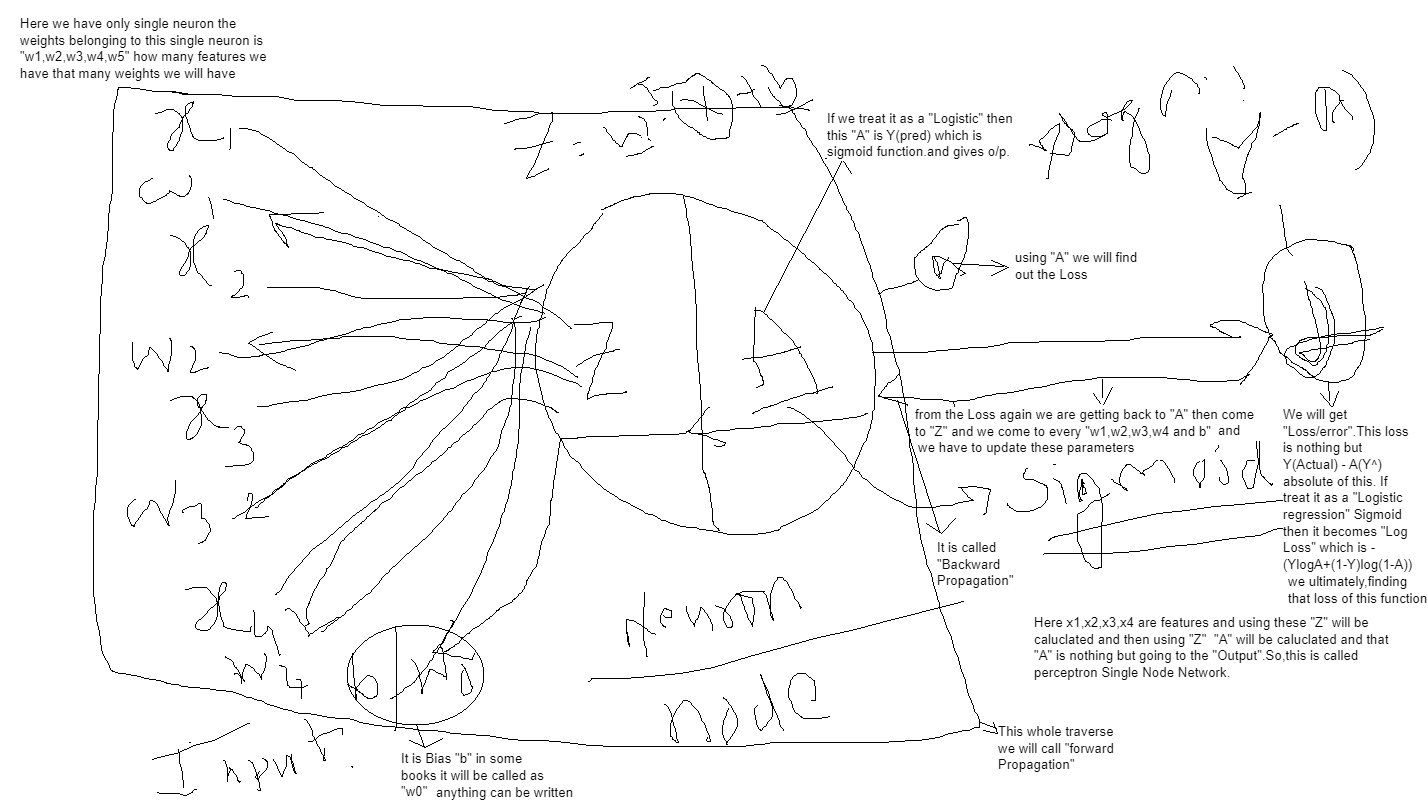 Here we have only single neuron the
weights belonging to this single neuron is
"w1,w2,w3,w4,w5" how many features we
have that many weights we will have
x1
w1
x2
w2
x3
w3
x4
w4
b w0
Input
If we treat it as a "Logistic" then
this "A" is Y(pred) which is
sigmoid function.and gives o/p.
Z A
using "A" we will find
out the Loss
from the Loss again we are getting back to "A" then come
to "Z" and we come to every "w1,w2,w3,w4 and b" and
we have to update these parameters
sigmoid
It is called
"Backward
Propagation"
We will get
"Loss/error".This loss
is nothing but
Y(Actual) - A(Y^)
absolute of this. If
treat it as a "Logistic
regression" Sigmoid
then it becomes "Log
Loss" which is -
(YlogA+(1-Y)log(1-A))
we ultimately,finding
that loss of this function
Here x1,x2,x3,x4 are features and using these "Z" will be
caluclated and then using "Z" "A" will be caluclated and that
"A" is nothing but going to the "Output".So,this is called
perceptron Single Node Network.
Neuron
Node
This whole traverse
we will call "forward
Propagation"
It is Bias "b" in some
books it will be called as
"w0" anything can be written